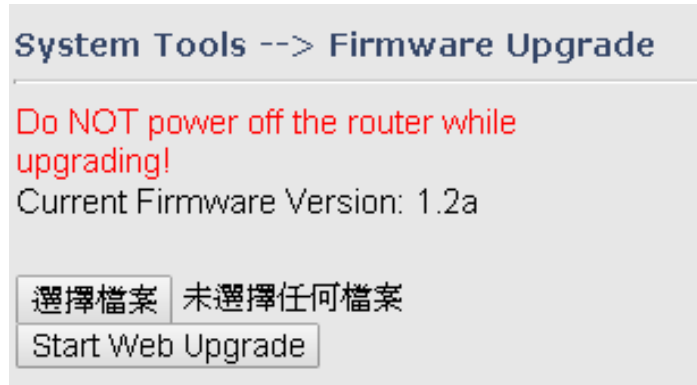 System Tools --> Firmware Upgrade
Do NOT power off the router while
upgrading!
Current Firmware Version: 1.2a
選擇檔案 未選擇任何檔案
Start Web Upgrade